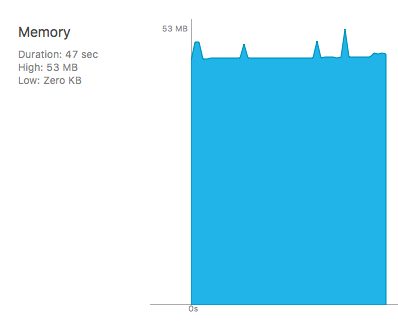 Memory
Duration: 47 sec
High: 53 MB
Low: Zero KB
53 MB
0s